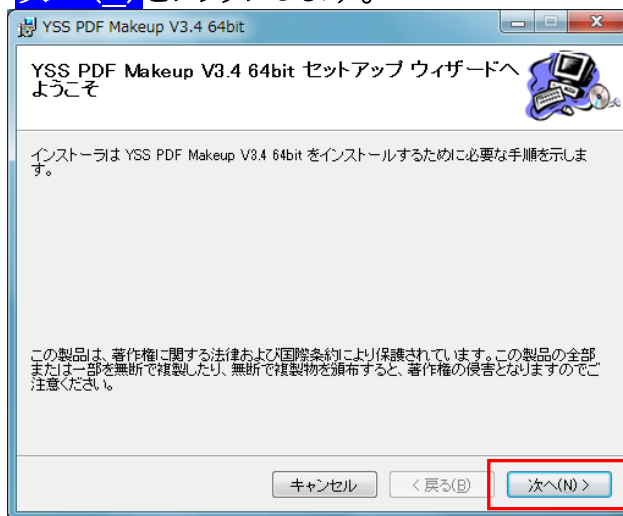 をクリックします。
YSS PDF Makeup V3.4 64bit
YSS PDF Makeup V3.4 64bit セットアップ ウィザードへ
ようこそ
インストーラは YSS PDF Makeup V3.4 64bit をインストールするために必要な手順を示しま
す。
この製品は、著作権に関する法律および国際条約により保護されています。この製品の全部
または一部を無断で複製したり、無断で複製物を頒布すると、著作権の侵害となりますのでご
注意ください。
キャンセル
< 戻る(B)
次へ(N) >